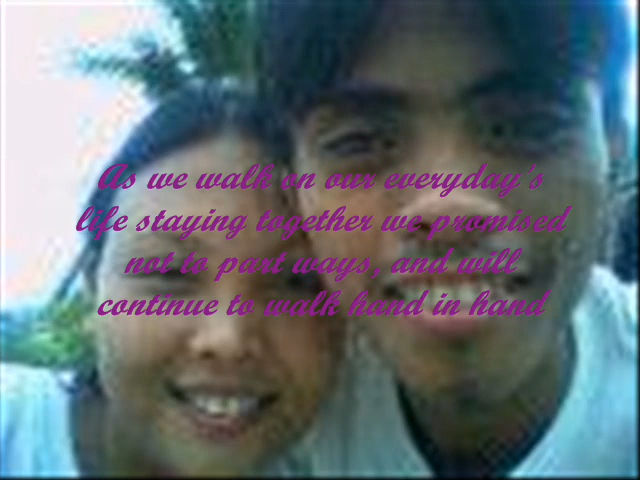 As we walk on our everyday's
life staying together we promised
not to part ways, and will
continue to walk hand in hand